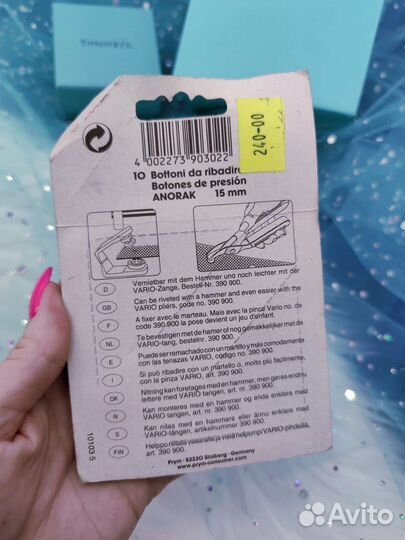 TIFFANY & Co.
4 002273 903022
240-00
10 Bottoni da ribadire
Botones de presión
ANORAK 15 mm
D Vernietbar mit dem Hammer und noch leichter mit der
VARIO-Zange, Bestell-Nr. 390 900.
GB Can be riveted with a hammer and even easier with the
VARIO pliers, code no. 390 900.
F A fixer avec le marteau. Mais avec la pince Vario no. de
code 390 900 la pose devient un jeu d'enfant.
NL Te bevestigen met de hamer of nog gemakkelijker met de
VARIO-tang, bestelnr. 390 900.
E Puede ser remachado con un martillo y más comodamente
con las tenazas VARIO, código no. 390 900.
I Si può ribadire con un martello o, molto più facilmente,
con la pinza VARIO, art. 390 900.
DK Nitning kan foretages med en hammer, men gøres endnu
lettere med VARIO tangen, art. nr. 390 900.
N Kan monteres med en hammer og enda enklere med
VARIO-tangen, art. nr. 390 900.
S Kan nitas med en hammare eller ännu enklare med
VARIO-tången, artikelnummer 390 900.
FIN Helppo niitata vasaralla ja vielä helpompi VARIO-pihdeillä,
art. 390 900.
Prym · 52220 Stolberg · Germany
www.prym-consumer.com
10103 5
Avito